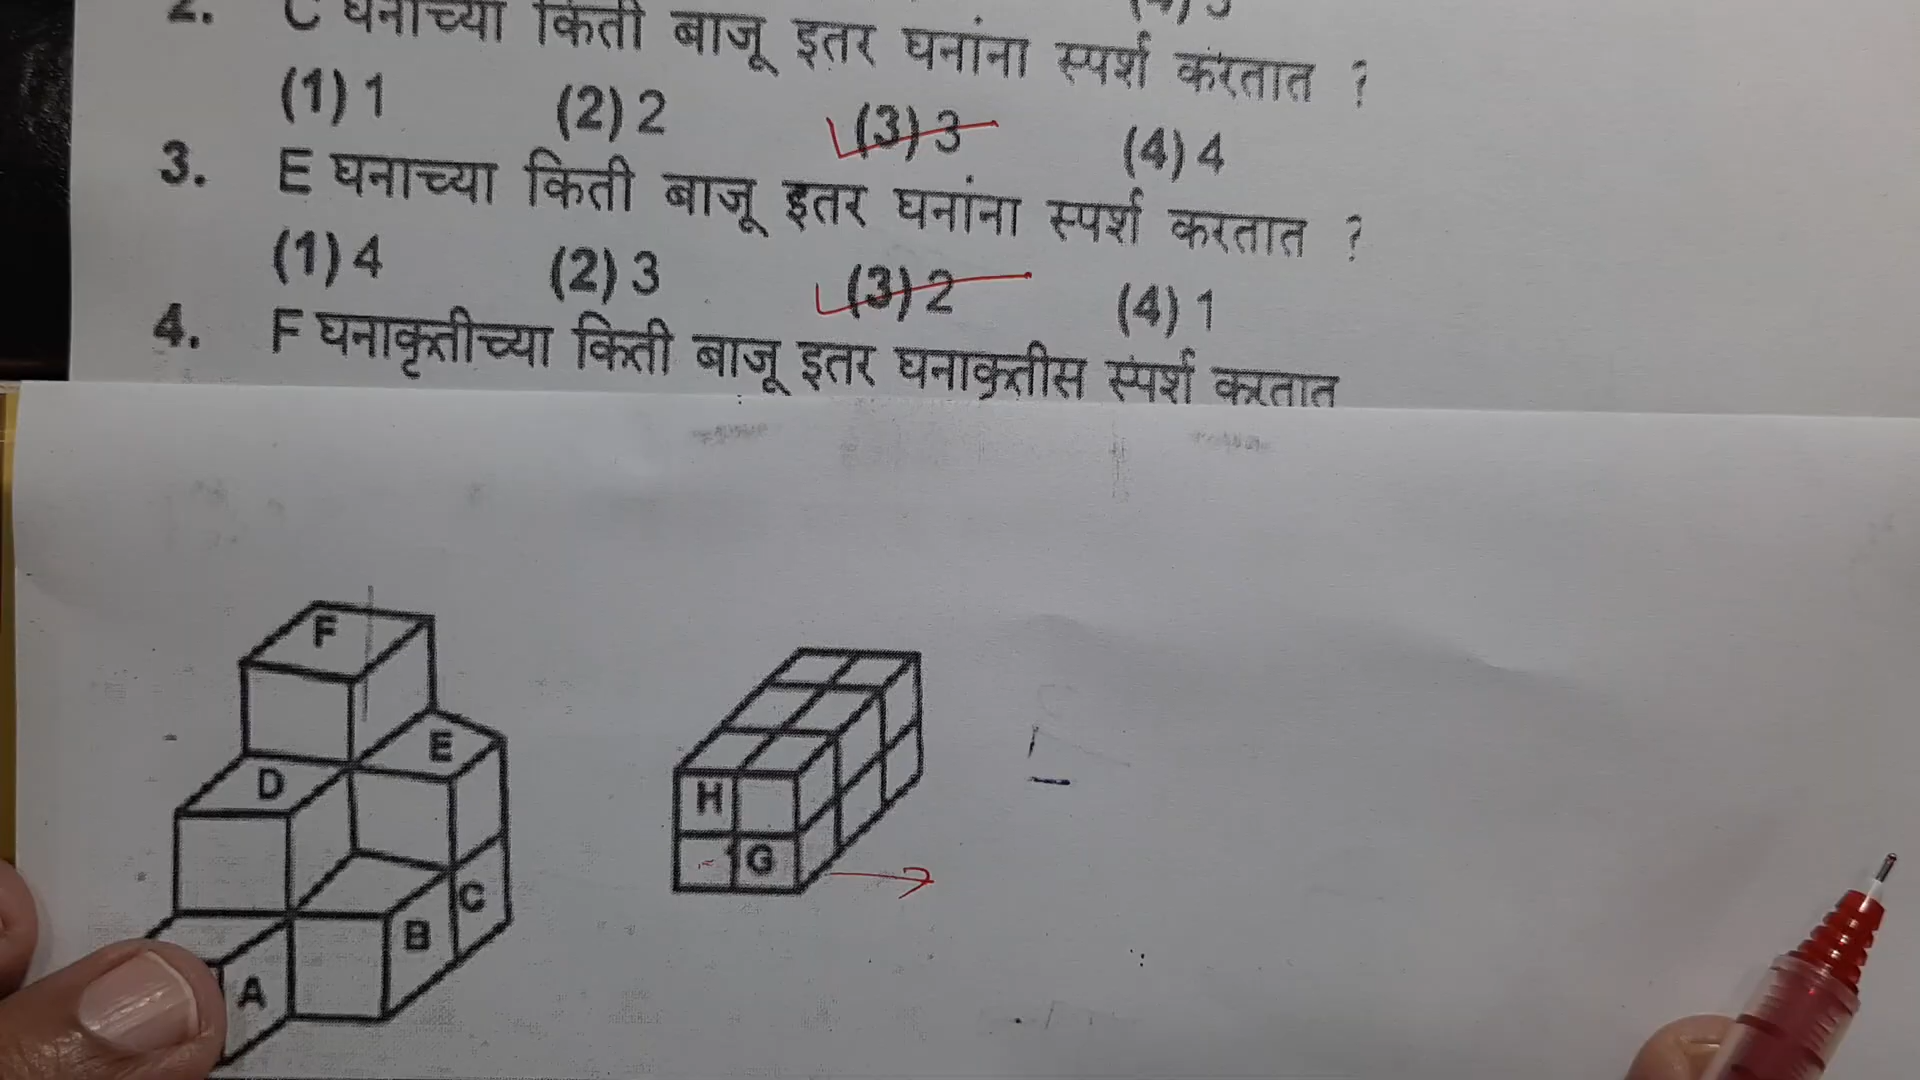 2. C घनाच्या किती बाजू इतर घनांना स्पर्श करतात ?
(1) 1 (2) 2 (3) 3 (4) 4
3. E घनाच्या किती बाजू इतर घनांना स्पर्श करतात ?
(1) 4 (2) 3 (3) 2 (4) 1
4. F घनाकृतीच्या किती बाजू इतर घनाकृतीस स्पर्श करतात
F
E
D
H
G
C
B
A